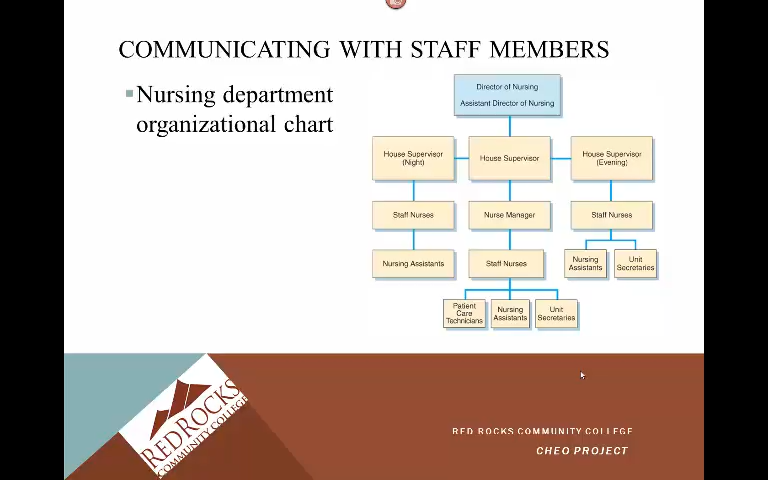 COMMUNICATING WITH STAFF MEMBERS
Nursing department
organizational chart
Director of Nursing
Assistant Director of Nursing
House Supervisor
(Night)
House Supervisor
House Supervisor
(Evening)
Staff Nurses
Nurse Manager
Staff Nurses
Nursing Assistants
Staff Nurses
Nursing
Assistants
Unit
Secretaries
Patient
Care
Technicians
Nursing
Assistants
Unit
Secretaries
RED ROCKS
COMMUNITY COLLEGE
RED ROCKS COMMUNITY COLLEGE
CHEO PROJECT